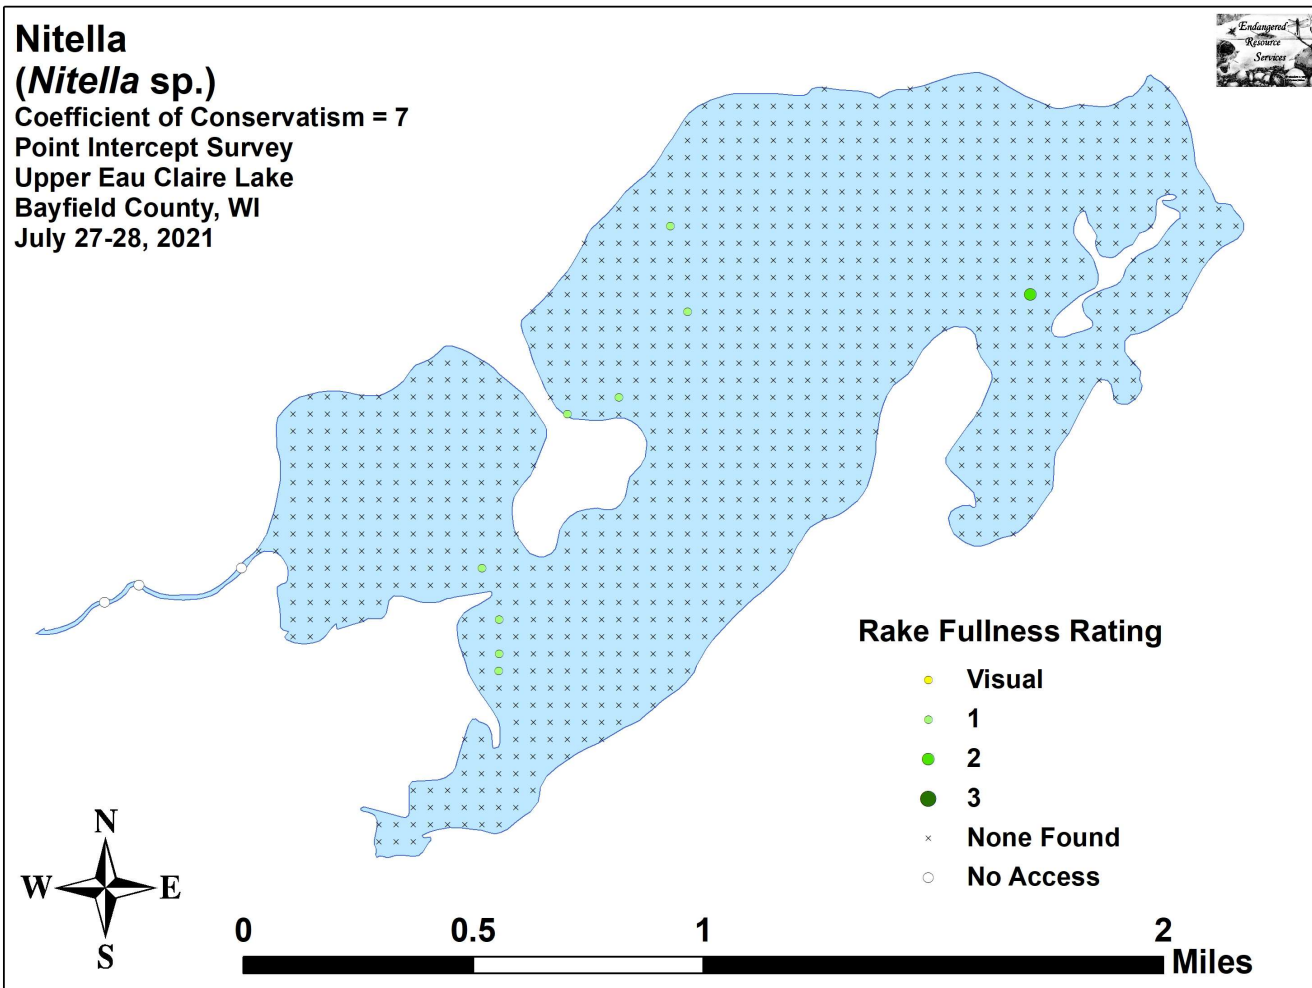 Nitella
(Nitella sp.)
Coefficient of Conservatism = 7
Point Intercept Survey
Upper Eau Claire Lake
Bayfield County, WI
July 27-28, 2021
Endangered
Resource
Services
Rake Fullness Rating
Visual
1
2
3
None Found
No Access
N
W E
S
0 0.5 1 2
Miles